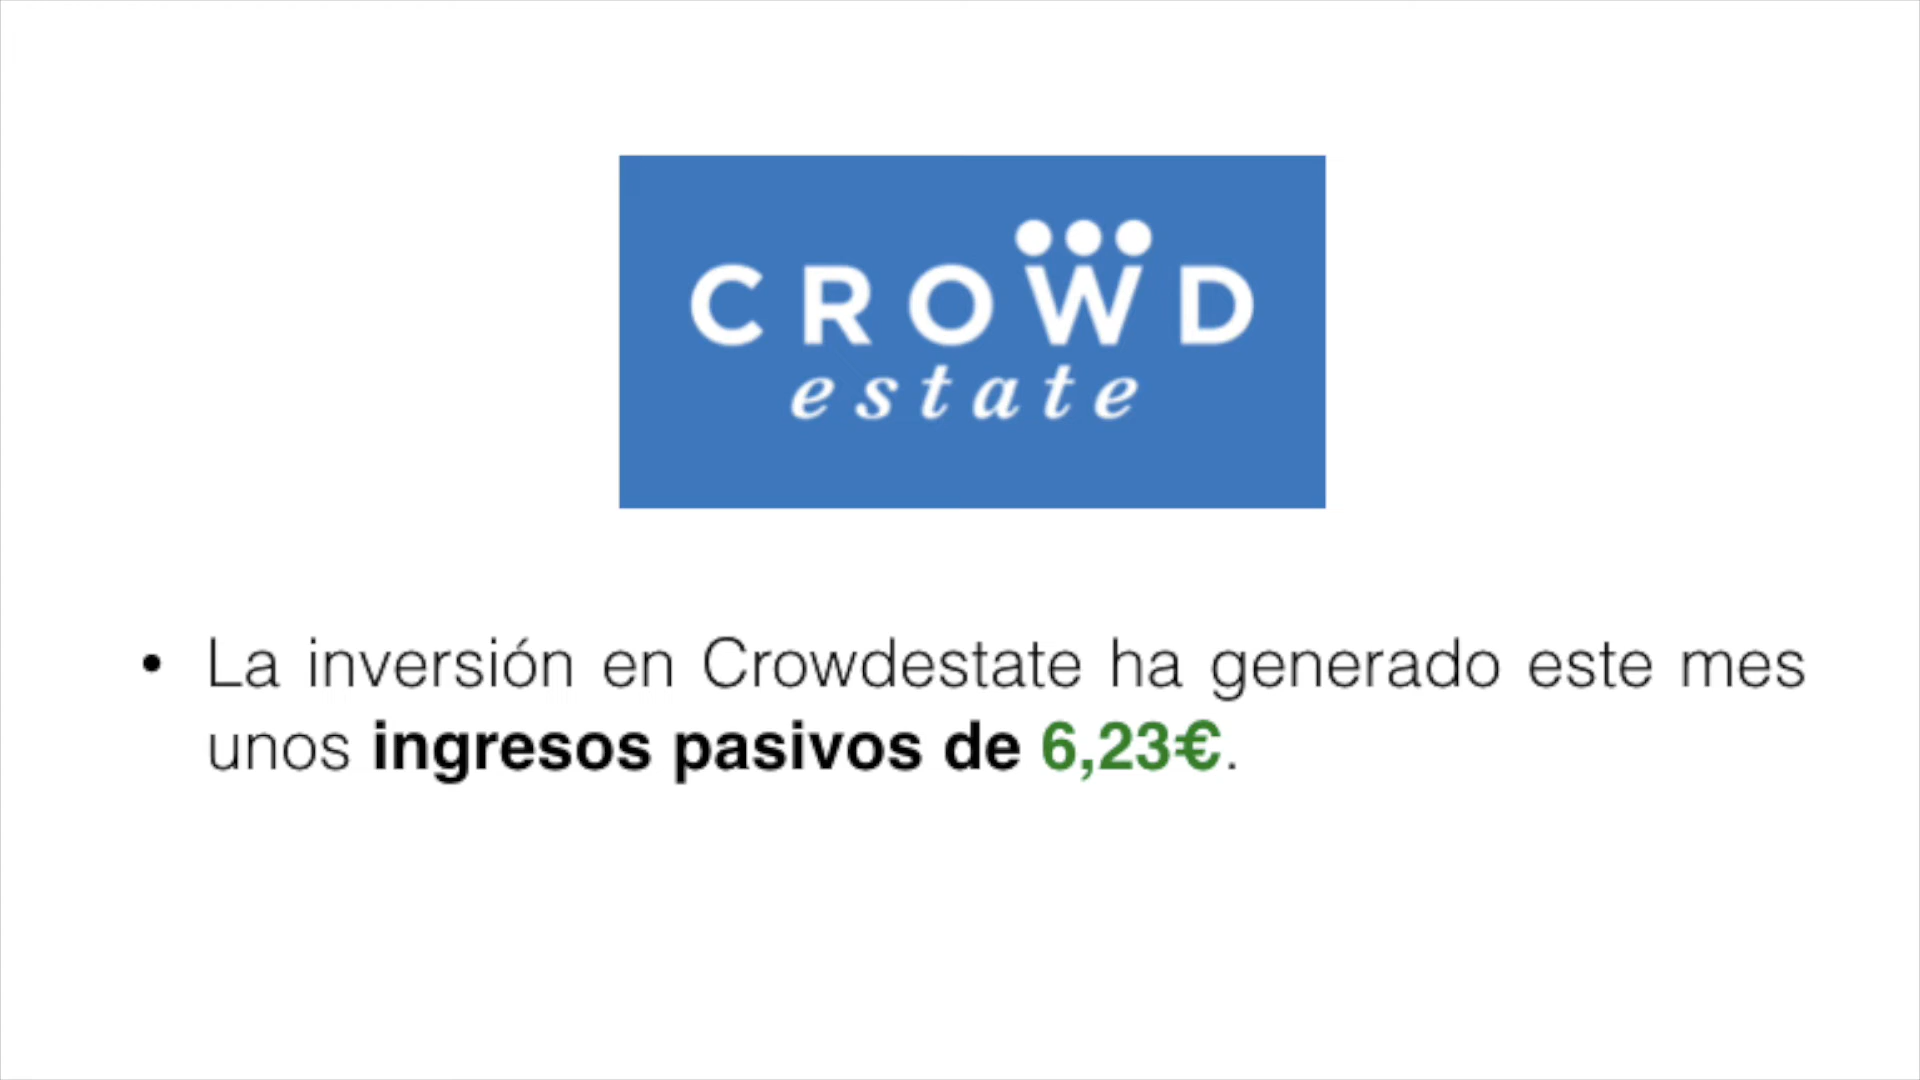 CROWD
estate
• La inversión en Crowdestate ha generado este mes
unos ingresos pasivos de 6,23€.